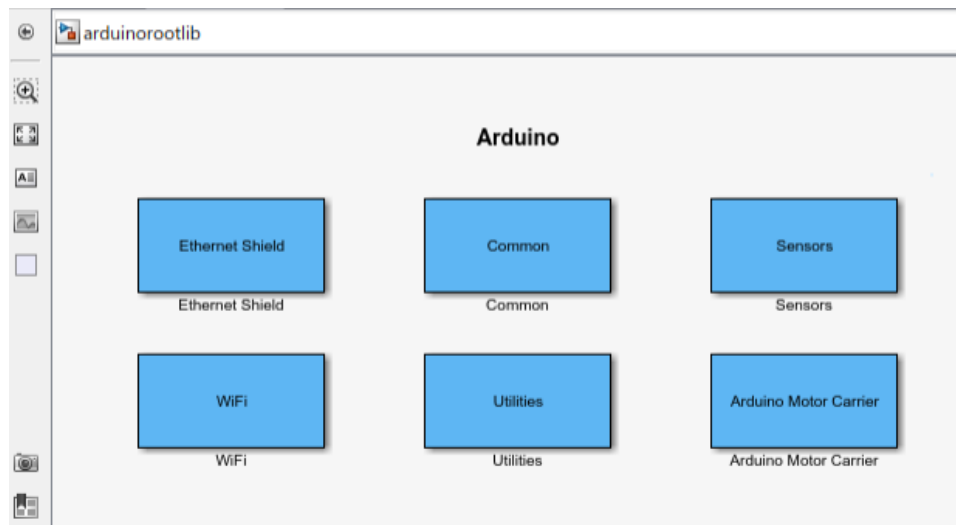 arduinorootlib
Arduino
Ethernet Shield
Common
Sensors
Ethernet Shield
Common
Sensors
WiFi
Utilities
Arduino Motor Carrier
WiFi
Utilities
Arduino Motor Carrier